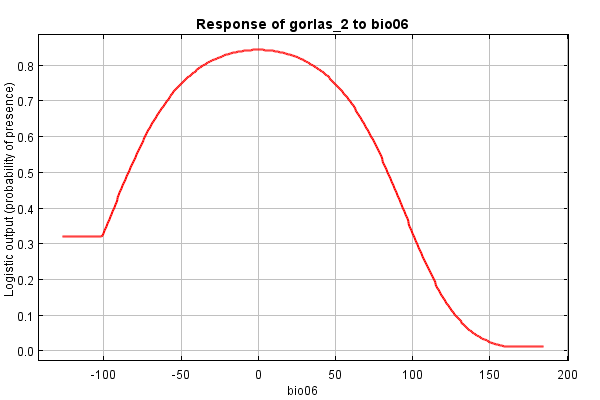 Response of gorlas_2 to bio06
Logistic output (probability of presence)
0.8
0.7
0.6
0.5
0.4
0.3
0.2
0.1
0.0
-100 -50 0 50 100 150 200
bio06